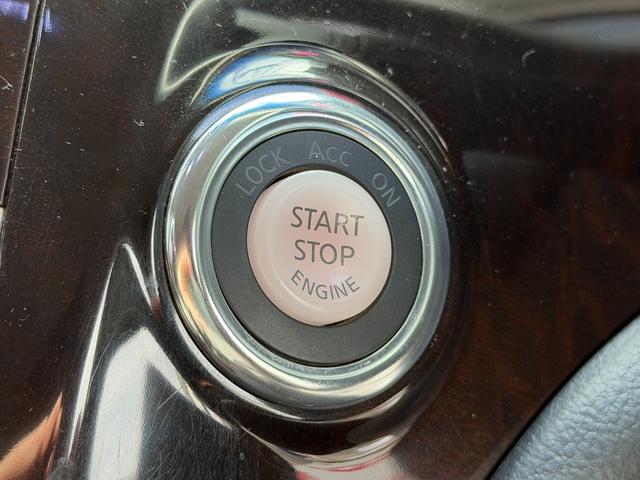 LOCK Acc ON
START
STOP
ENGINE